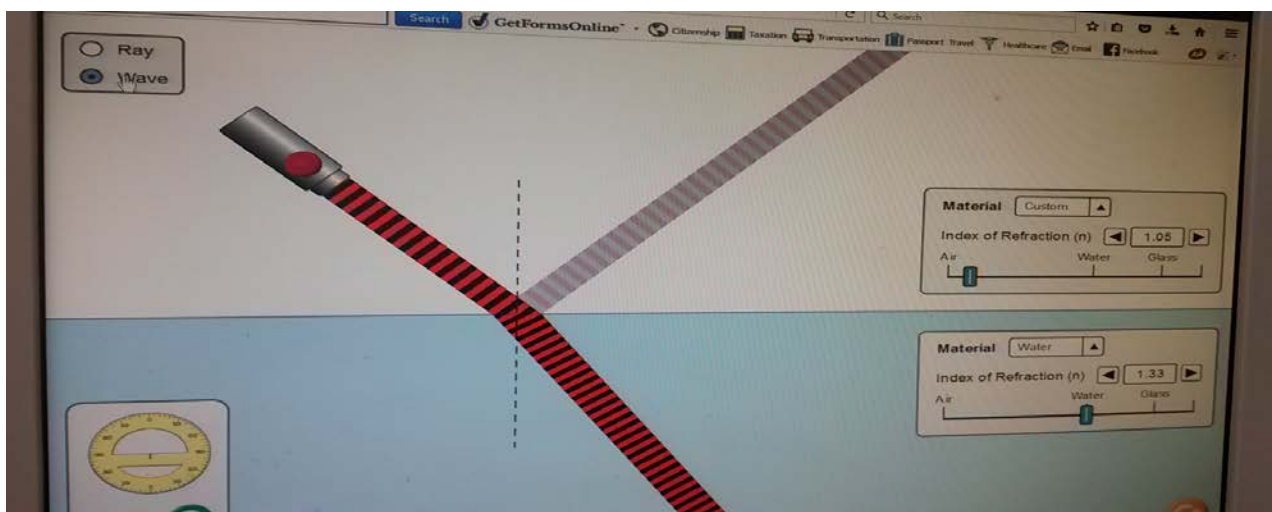 Search
GetFormsOnline
Citizenship
Taxation
Transportation
Passport
Travel
Healthcare
Email
Facebook
Search
Ray
Wave
Material Custom
Index of Refraction (n) 1.05
Air Water Glass
Material Water
Index of Refraction (n) 1.33
Air Water Glass